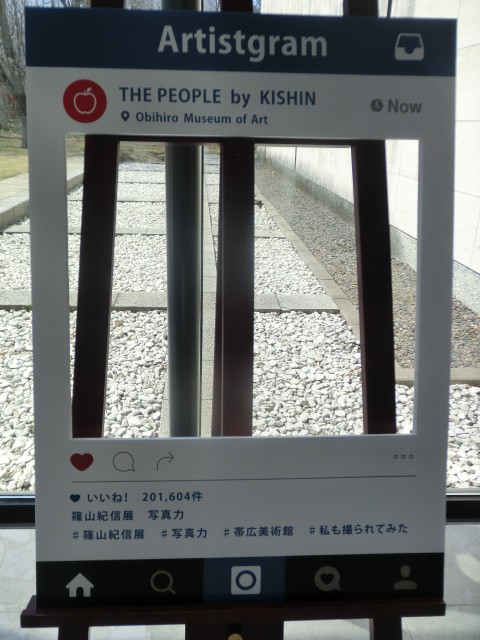 Artistgram
THE PEOPLE by KISHIN
Now
Obihiro Museum of Art
いいね! 201,604件
篠山紀信展 写真力
#篠山紀信展 #写真力 #帯広美術館 #私も撮られてみた